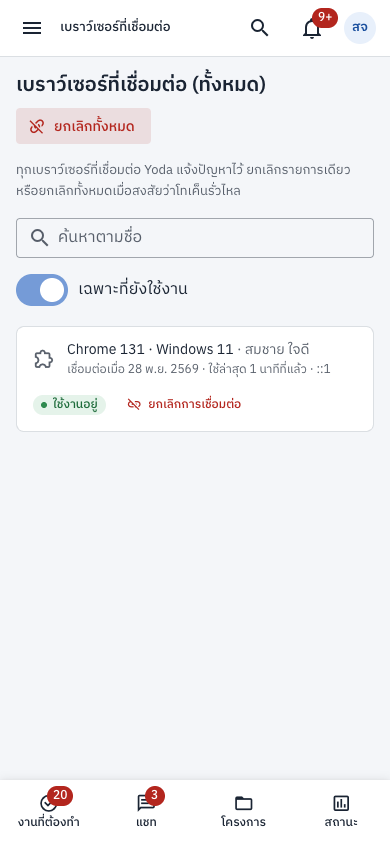 เบราว์เซอร์ที่เชื่อมต่อ
9+
สจ
เบราว์เซอร์ที่เชื่อมต่อ (ทั้งหมด)
ยกเลิกทั้งหมด
ทุกเบราว์เซอร์ที่เชื่อมต่อ Yoda แจ้งปัญหาไว้ ยกเลิกรายการเดียว
หรือยกเลิกทั้งหมดเมื่อสงสัยว่าโทเค็นรั่วไหล
ค้นหาตามชื่อ
เฉพาะที่ยังใช้งาน
Chrome 131 · Windows 11 · สมชาย ใจดี
เชื่อมต่อเมื่อ 28 พ.ย. 2569 · ใช้ล่าสุด 1 นาทีที่แล้ว · ::1
ใช้งานอยู่
ยกเลิกการเชื่อมต่อ
20
3
งานที่ต้องทำ
แชท
โครงการ
สถานะ